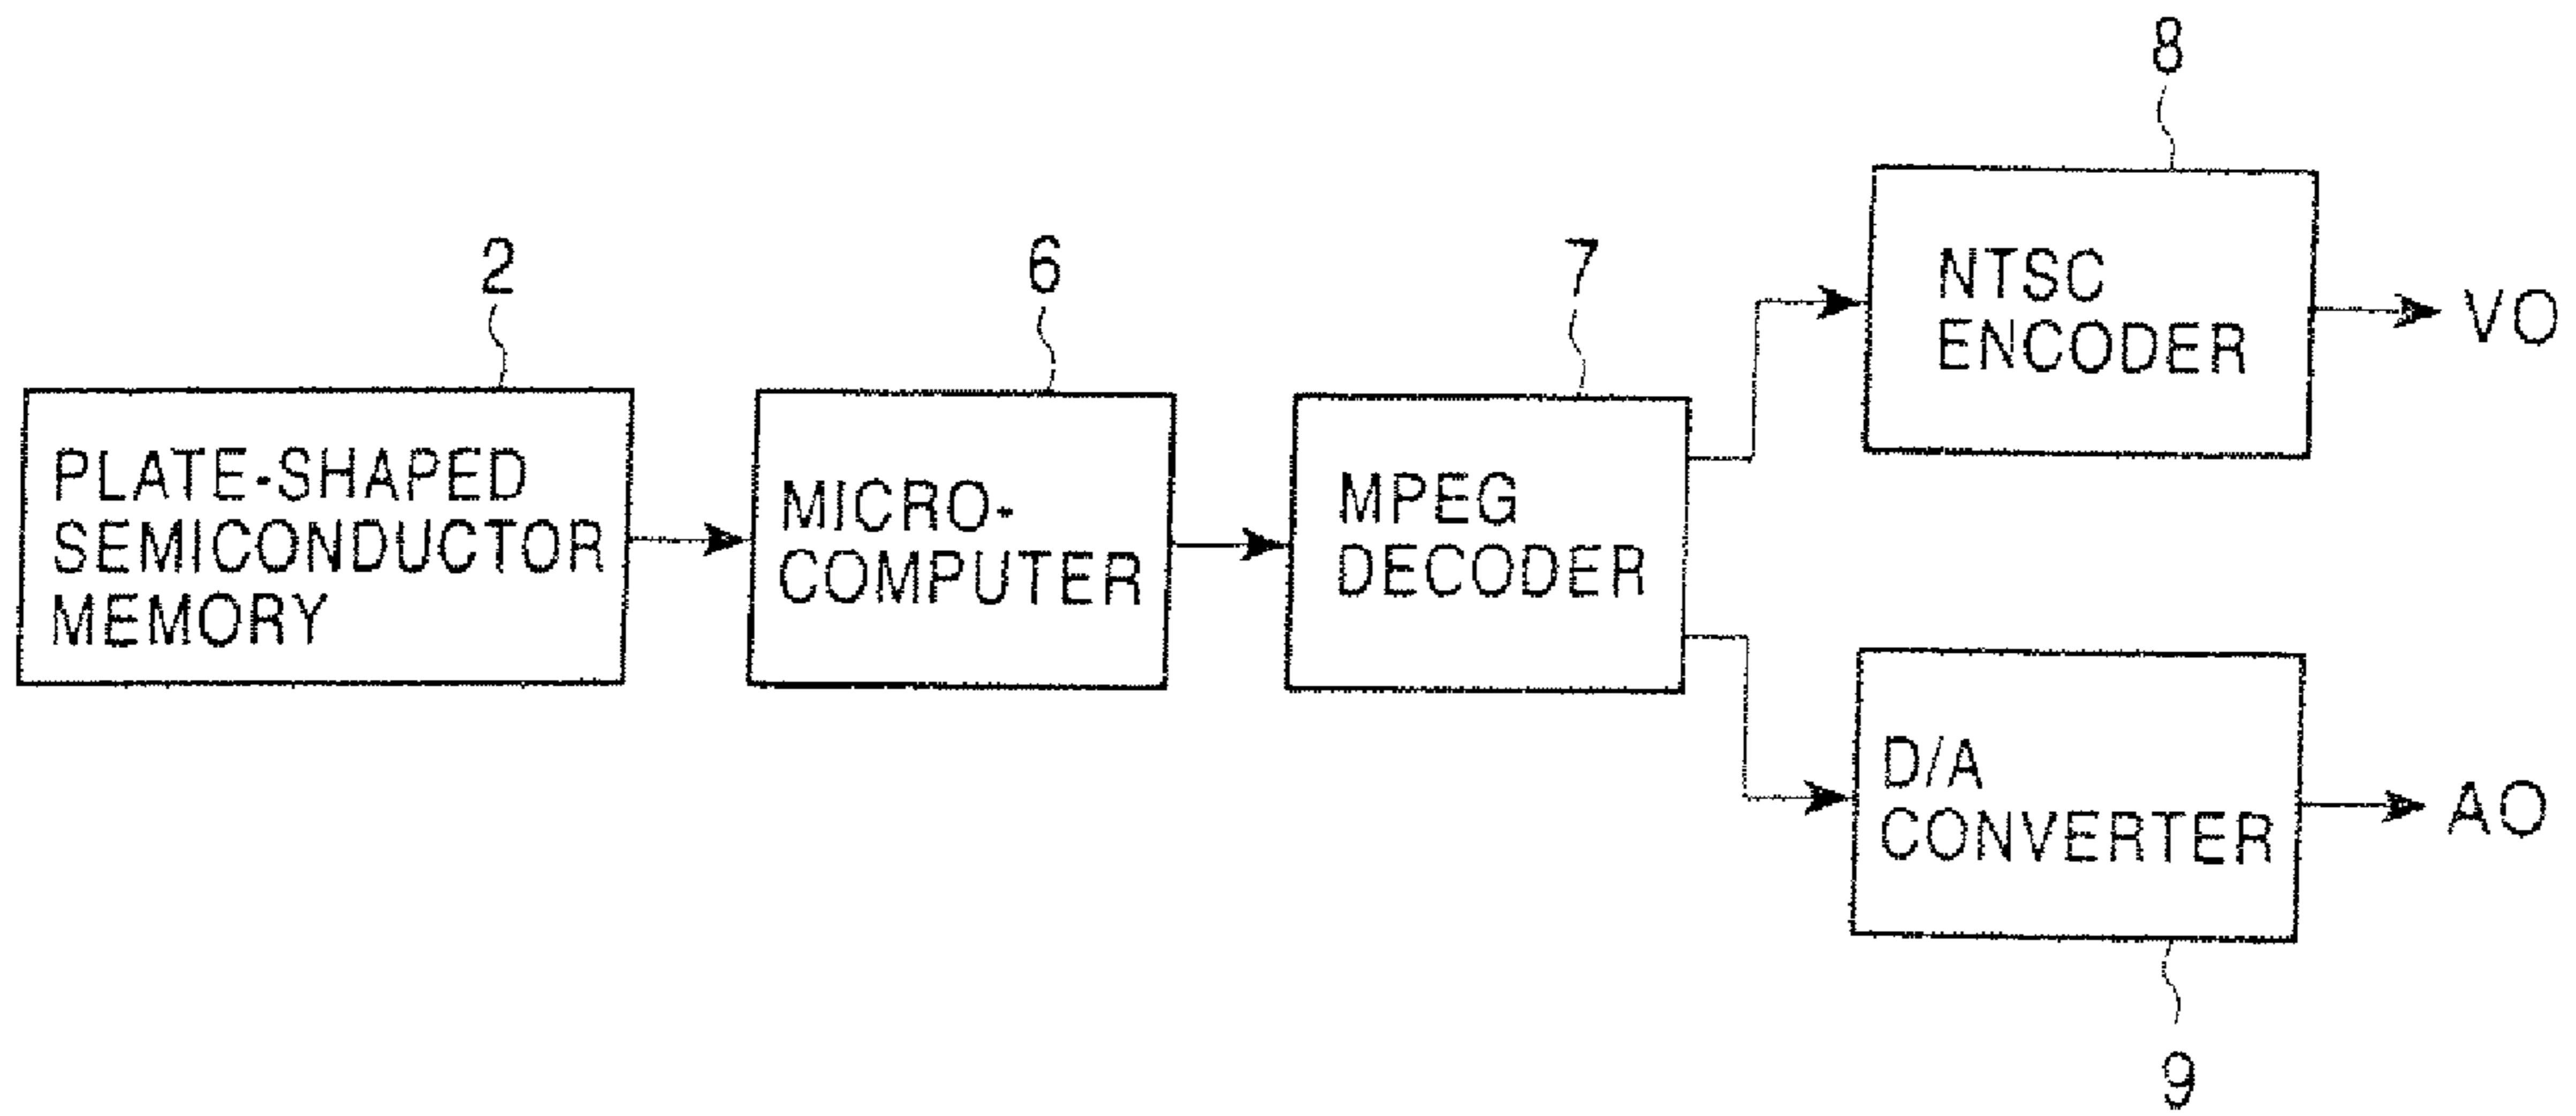 8
2
6
7
NTSC
ENCODER
VO
PLATE-SHAPED
SEMICONDUCTOR
MEMORY
MICRO-
COMPUTER
MPEG
DECODER
D/A
CONVERTER
AO
9